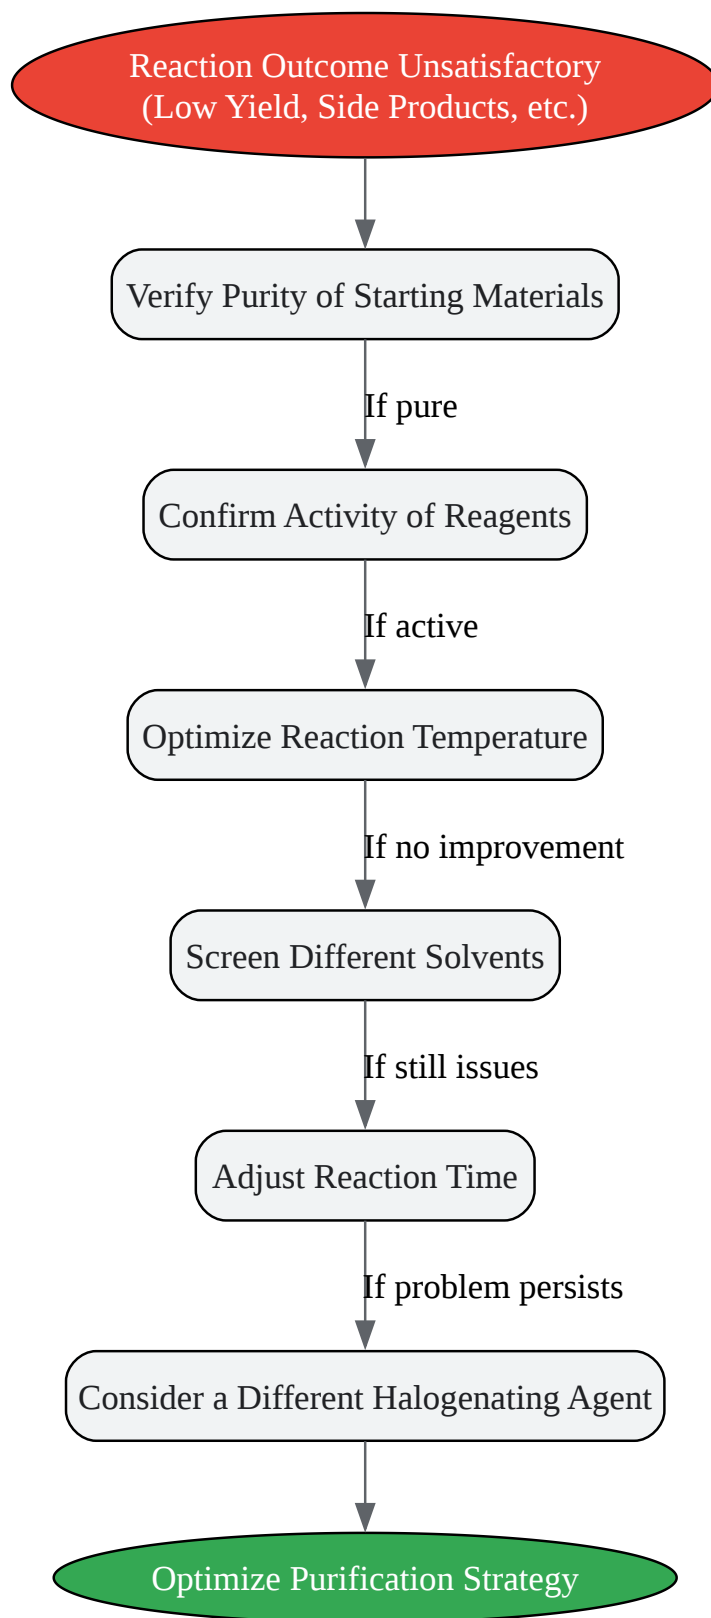 Reaction Outcome Unsatisfactory
(Low Yield, Side Products, etc.)
Verify Purity of Starting Materials
If pure
Confirm Activity of Reagents
If active
Optimize Reaction Temperature
If no improvement
Screen Different Solvents
If still issues
Adjust Reaction Time
If problem persists
Consider a Different Halogenating Agent
Optimize Purification Strategy